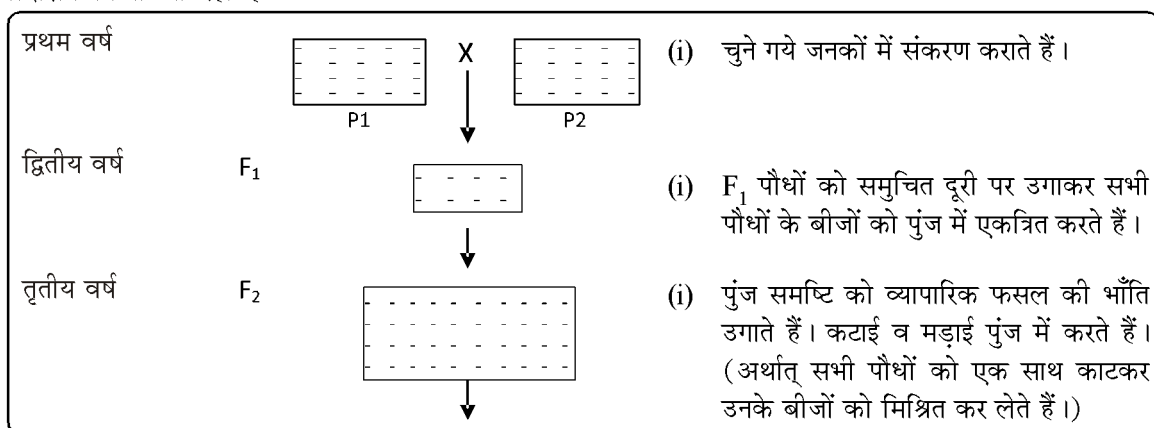 प्रथम वर्ष
X
(i) चुने गये जनकों में संकरण कराते हैं।
P1
P2
द्वितीय वर्ष F₁
(i) F₁ पौधों को समुचित दूरी पर उगाकर सभी
पौधों के बीजों को पुंज में एकत्रित करते हैं।
तृतीय वर्ष F₂
(i) पुंज समष्टि को व्यापारिक फसल की भाँति
उगाते हैं। कटाई व मड़ाई पुंज में करते हैं।
(अर्थात् सभी पौधों को एक साथ काटकर
उनके बीजों को मिश्रित कर लेते हैं।)